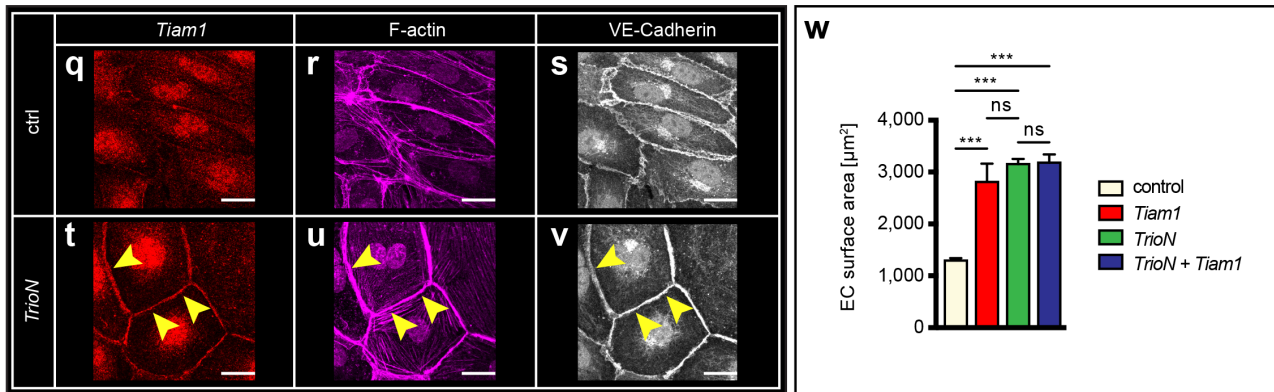 Tiam1 F-actin VE-Cadherin
ctrl
q r s
TrioN
t u v
w
***
***
ns
ns
***
EC surface area [µm²]
4,000
3,000
2,000
1,000
0
control
Tiam1
TrioN
TrioN + Tiam1